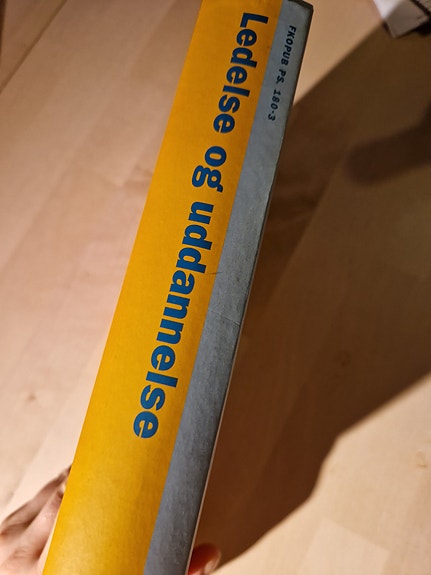 FKOPUB PS. 180-3
Ledelse og uddannelse